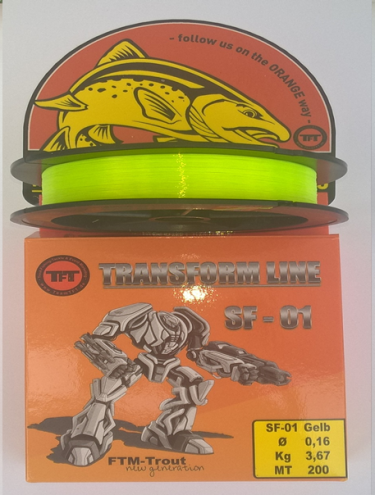 - follow us on the ORANGE way -
TFT
TFT
TRANSFORM LINE
SF - 01
SF-01 Gelb
Ø 0,16
Kg 3,67
MT 200
FTM-Trout
new generation